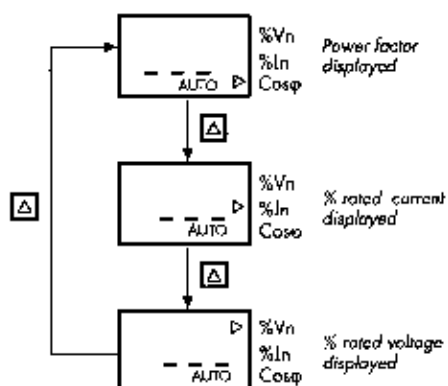 %Vn
%In
AUTO Cosφ
Power factor
displayed
%Vn
%In
AUTO Cosφ
% rated current
displayed
%Vn
%In
AUTO Cosφ
% rated voltage
displayed